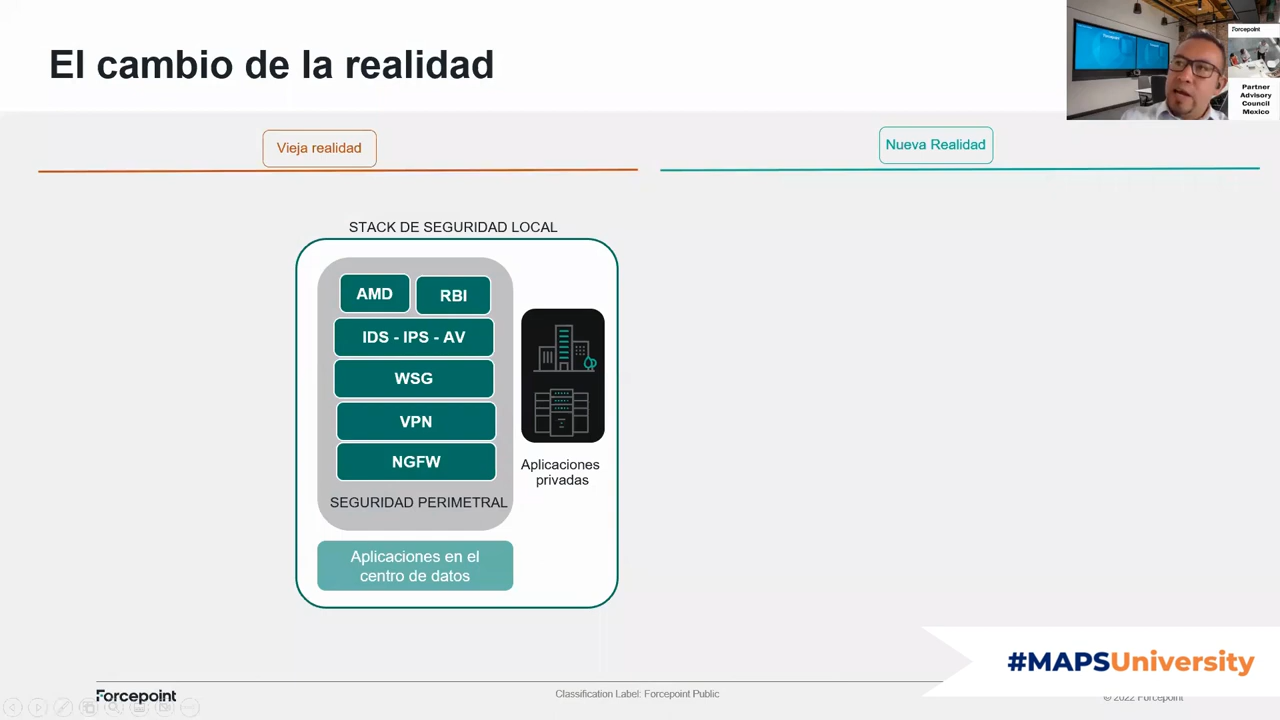 El cambio de la realidad
Forcepoint
Partner
Advisory
Council
Mexico
Vieja realidad
Nueva Realidad
STACK DE SEGURIDAD LOCAL
AMD
RBI
IDS - IPS - AV
WSG
VPN
NGFW
SEGURIDAD PERIMETRAL
Aplicaciones
privadas
Aplicaciones en el
centro de datos
#MAPSUniversity
Forcepoint
Classification Label: Forcepoint Public
© 2022 Forcepoint